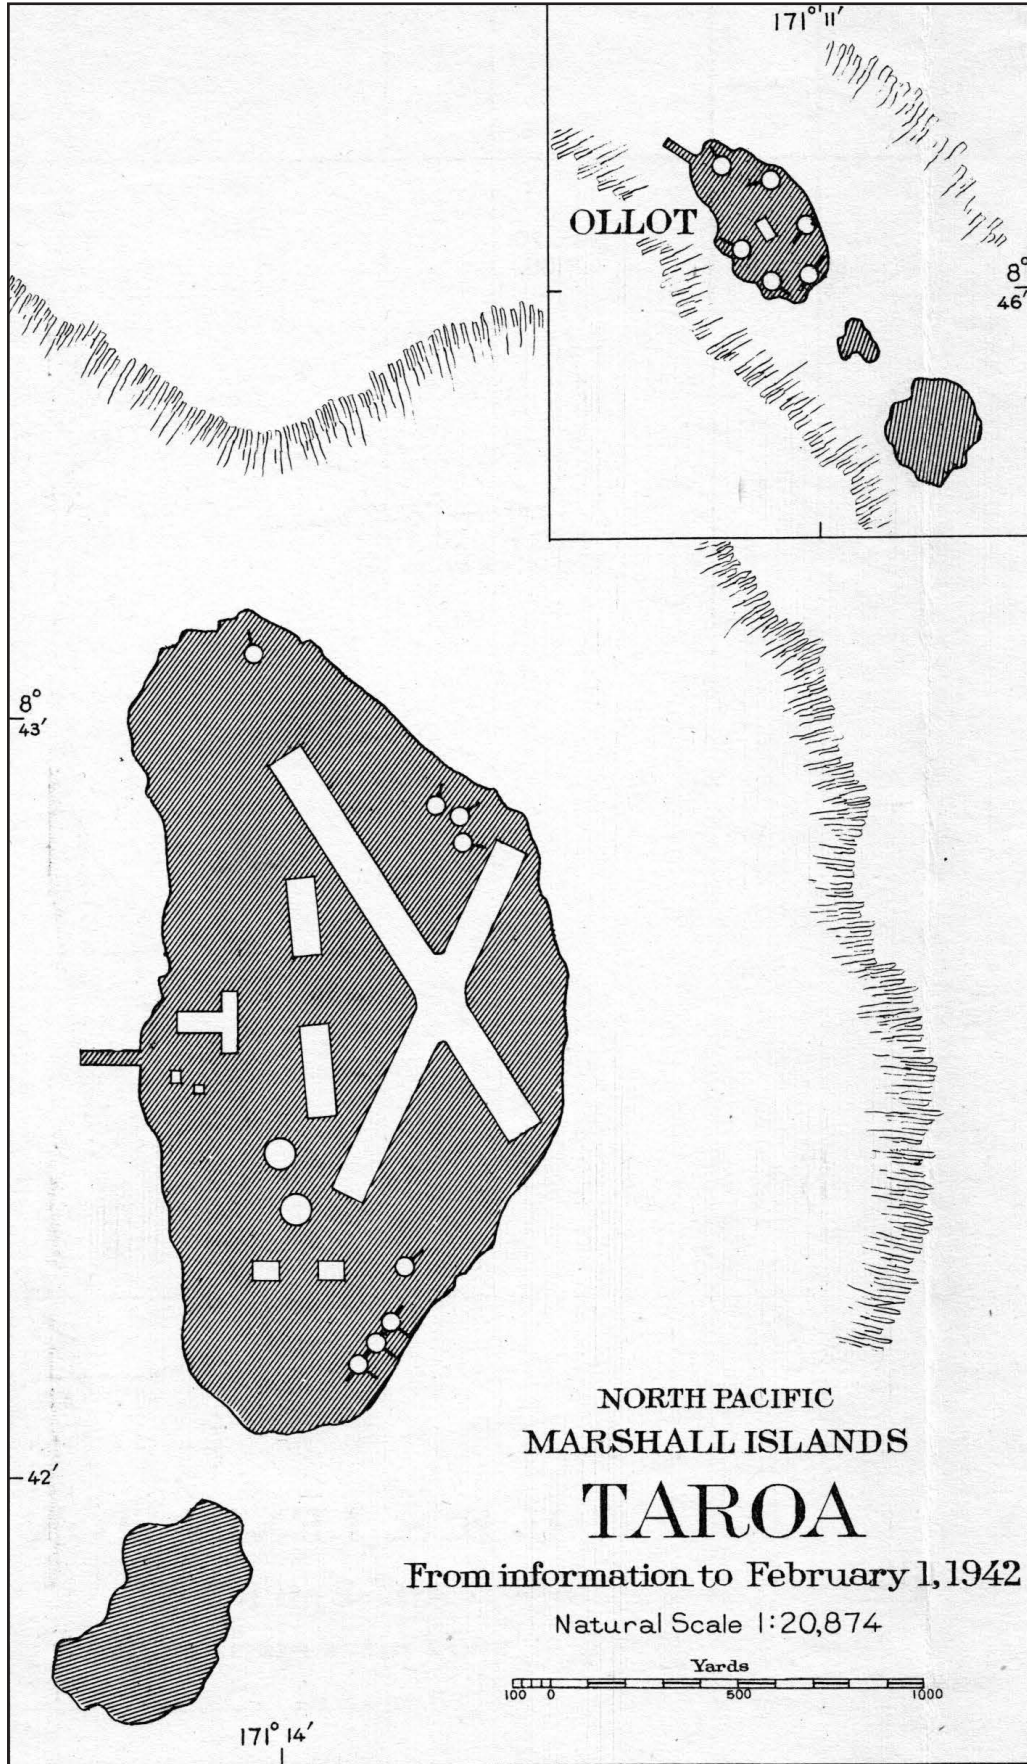 171° 11′
OLLOT
8°
46′
8°
43′
42′
NORTH PACIFIC
MARSHALL ISLANDS
TAROA
From information to February 1, 1942
Natural Scale 1:20,874
Yards
100 0 500 1000
171° 14′